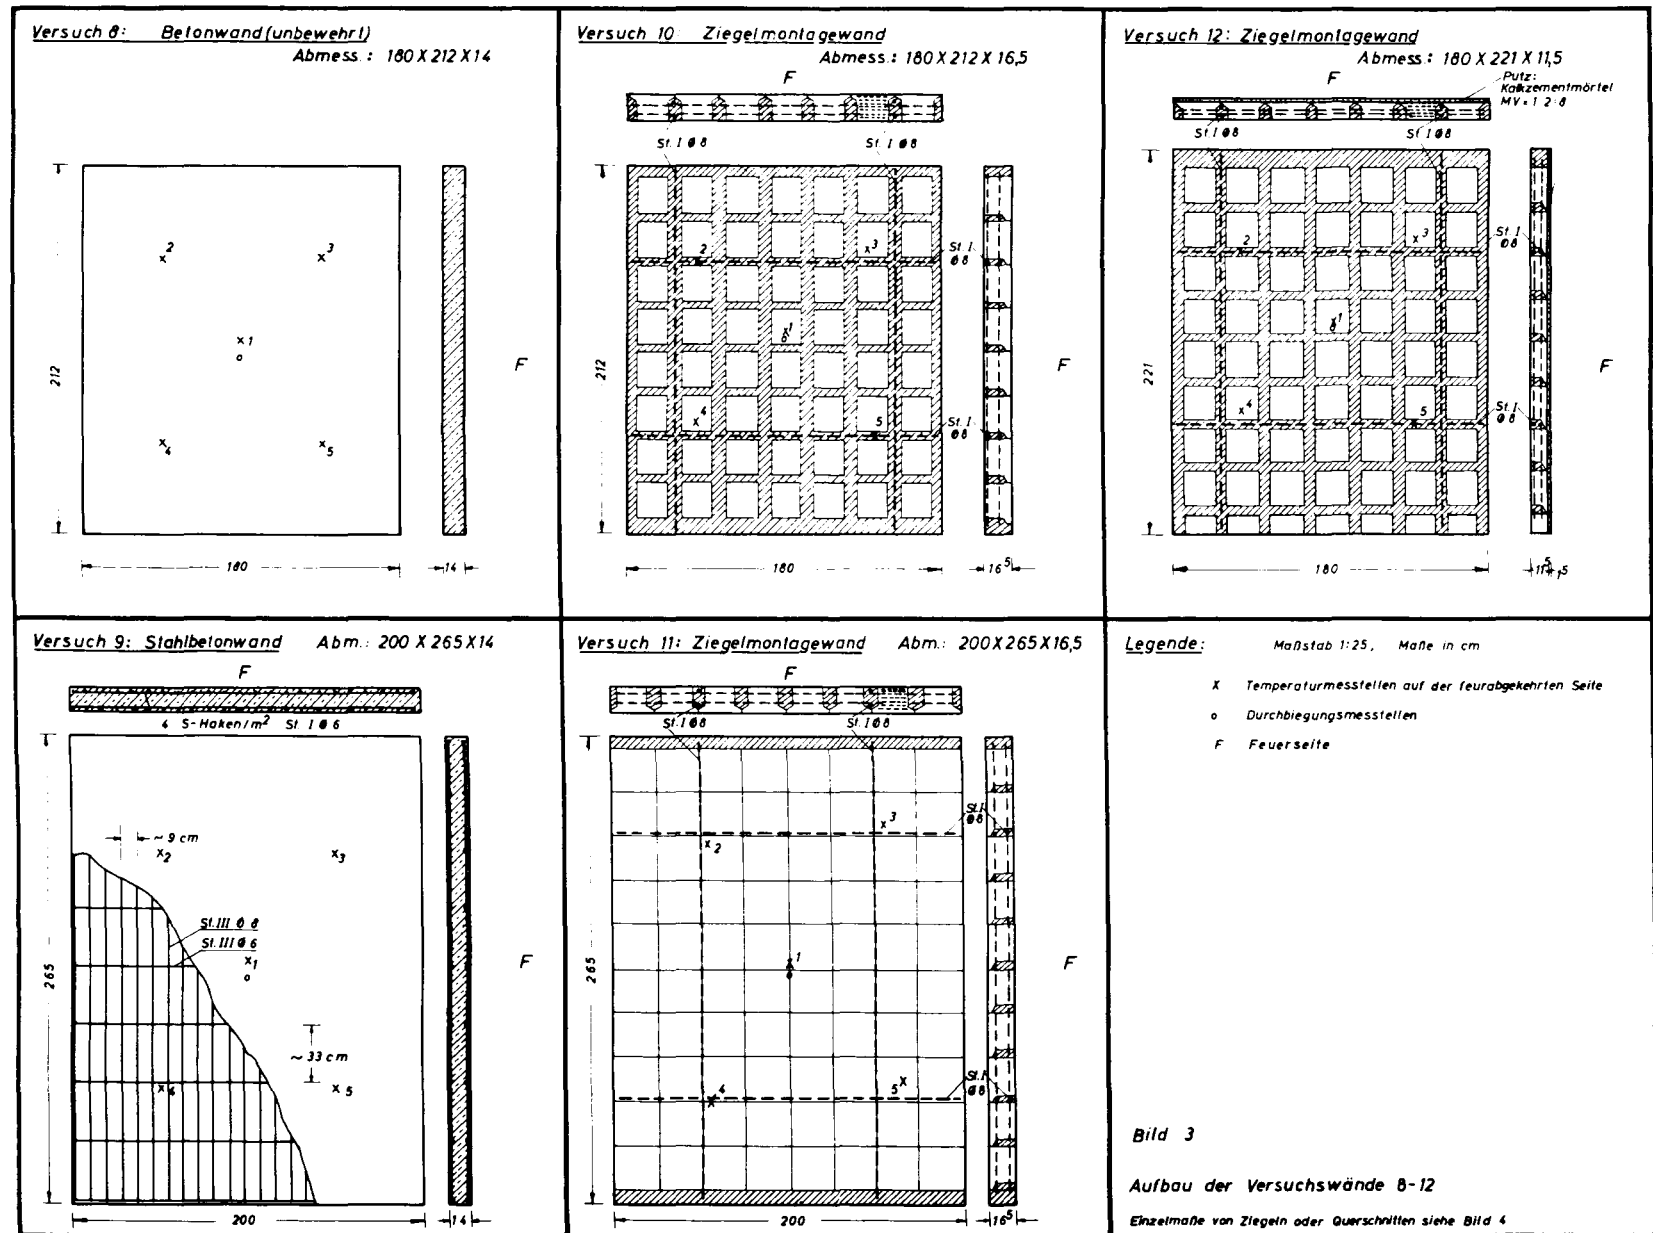 Versuch 8: Betonwand (unbewehrt)
Abmess.: 180 X 212 X 14
2
3
1
4
5
212
F
180
14
Versuch 10 Ziegelmontagewand
Abmess.: 180 X 212 X 16,5
F
St. I Ø 8
St. I Ø 8
2
3
St. I
Ø 8
1
4
5
St. I
Ø 8
212
F
180
16⁵
Versuch 12: Ziegelmontagewand
Abmess.: 180 X 221 X 11,5
F
Putz:
Kalkzementmörtel
MV = 1 2:8
St I Ø 8
St I Ø 8
2
3
St. I
Ø 8
1
4
5
St. I
Ø 8
221
F
180
11⁵
1⁵
Versuch 9: Stahlbetonwand Abm.: 200 X 265 X 14
F
4 S-Haken/m² St. I Ø 6
~ 9 cm
2
3
St. III Ø 8
St. III Ø 6
1
~ 33 cm
4
5
265
F
200
14
Versuch 11: Ziegelmontagewand Abm.: 200 X 265 X 16,5
F
St. I Ø 8
St. I Ø 8
3
St. I
Ø 8
2
1
5
4
St. I
Ø 8
265
F
200
16⁵
Legende: Maßstab 1:25, Maße in cm
X Temperaturmesstellen auf der feurabgekehrten Seite
o Durchbiegungsmesstellen
F Feuerseite
Bild 3
Aufbau der Versuchswände 8-12
Einzelmaße von Ziegeln oder Querschnitten siehe Bild 4